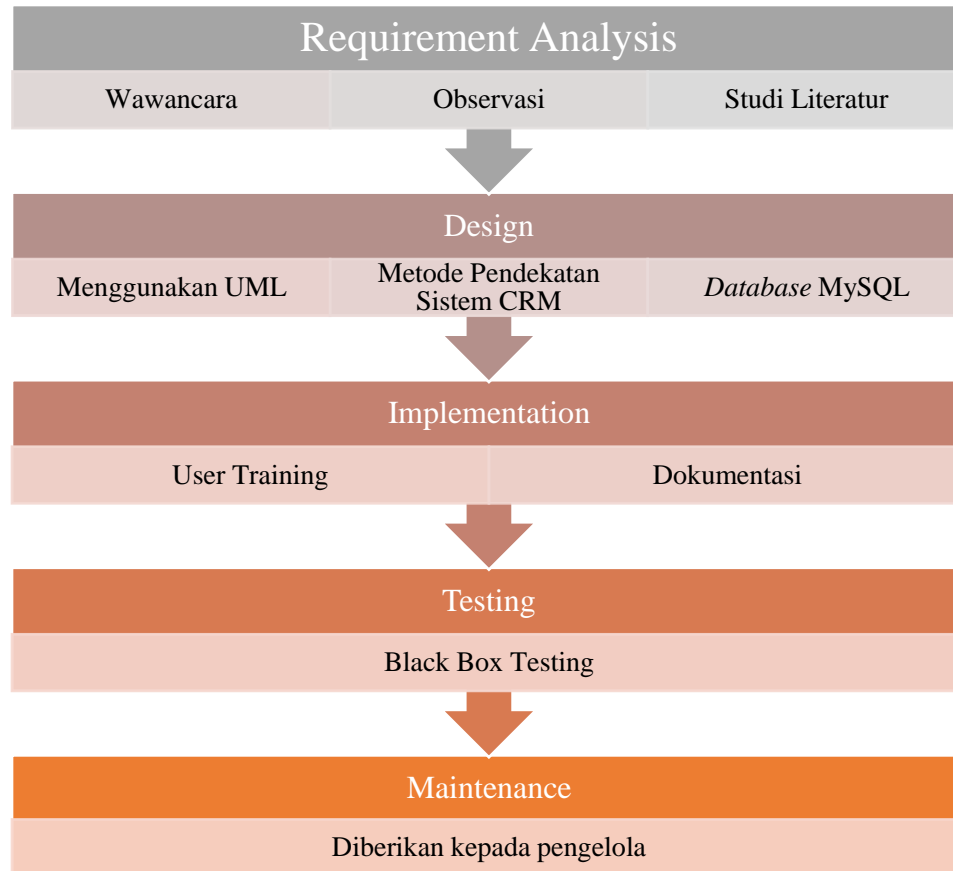 Requirement Analysis
Wawancara
Observasi
Studi Literatur
Design
Menggunakan UML
Metode Pendekatan
Sistem CRM
Database MySQL
Implementation
User Training
Dokumentasi
Testing
Black Box Testing
Maintenance
Diberikan kepada pengelola